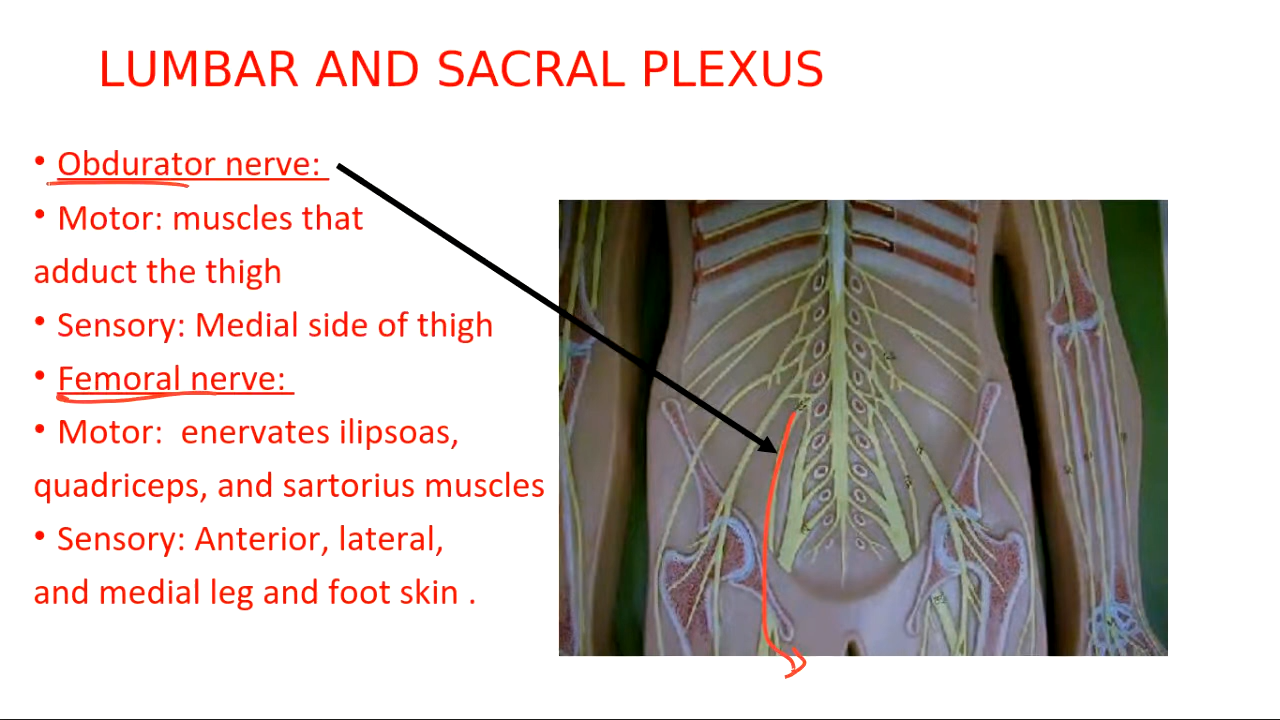 LUMBAR AND SACRAL PLEXUS
• Obdurator nerve:
• Motor: muscles that
adduct the thigh
• Sensory: Medial side of thigh
• Femoral nerve:
• Motor:  enervates ilipsoas,
quadriceps, and sartorius muscles
• Sensory: Anterior, lateral,
and medial leg and foot skin .